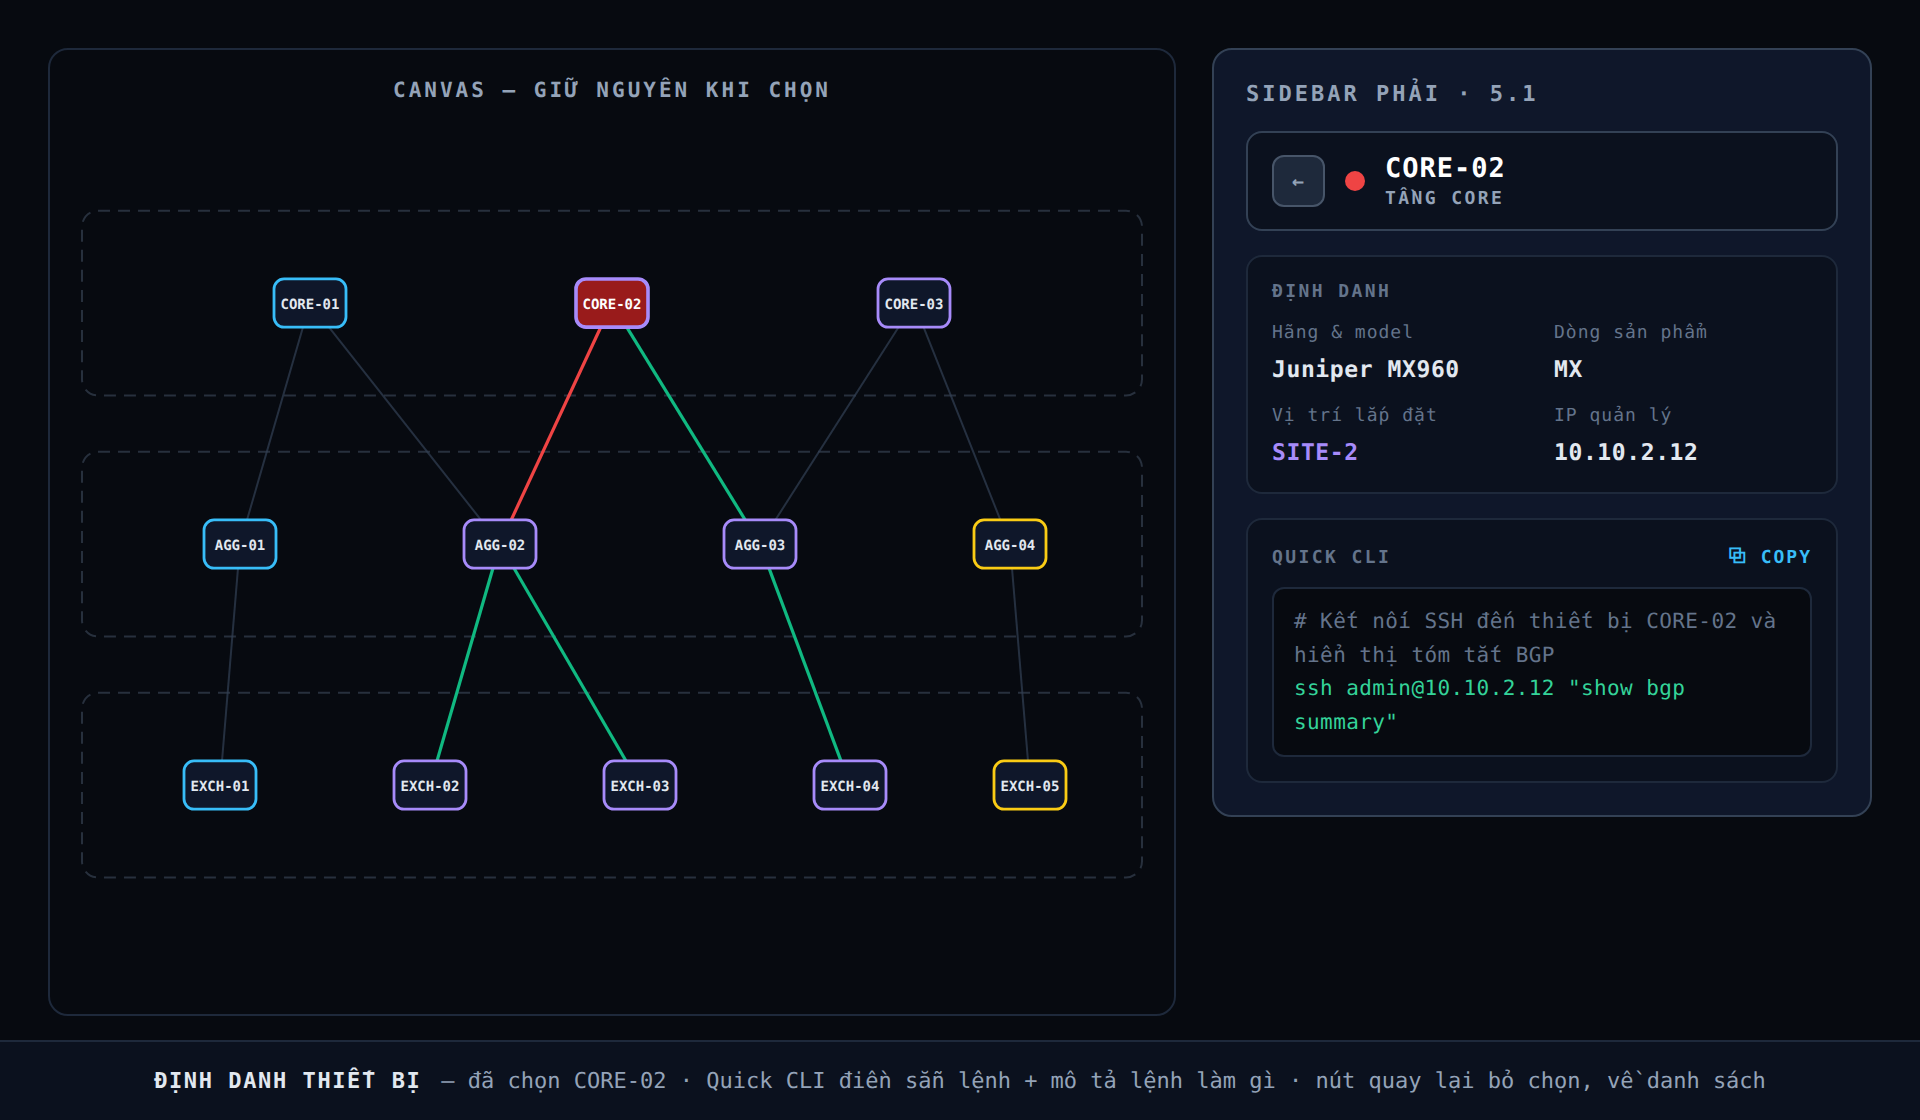 CANVAS — GIỮ NGUYÊN KHI CHỌN
CORE-01
CORE-02
CORE-03
AGG-01
AGG-02
AGG-03
AGG-04
EXCH-01
EXCH-02
EXCH-03
EXCH-04
EXCH-05
SIDEBAR PHẢI · 5.1
←
CORE-02
TẦNG CORE
ĐỊNH DANH
Hãng & model
Dòng sản phẩm
Juniper MX960
MX
Vị trí lắp đặt
IP quản lý
SITE-2
10.10.2.12
QUICK CLI
COPY
# Kết nối SSH đến thiết bị CORE-02 và
hiển thị tóm tắt BGP
ssh admin@10.10.2.12 "show bgp
summary"
ĐỊNH DANH THIẾT BỊ — đã chọn CORE-02 · Quick CLI điền sẵn lệnh + mô tả lệnh làm gì · nút quay lại bỏ chọn, về danh sách